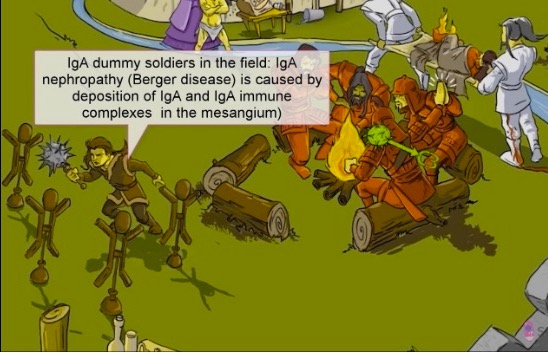 IgA dummy soldiers in the field: IgA
nephropathy (Berger disease) is caused by
deposition of IgA and IgA immune
complexes in the mesangium)